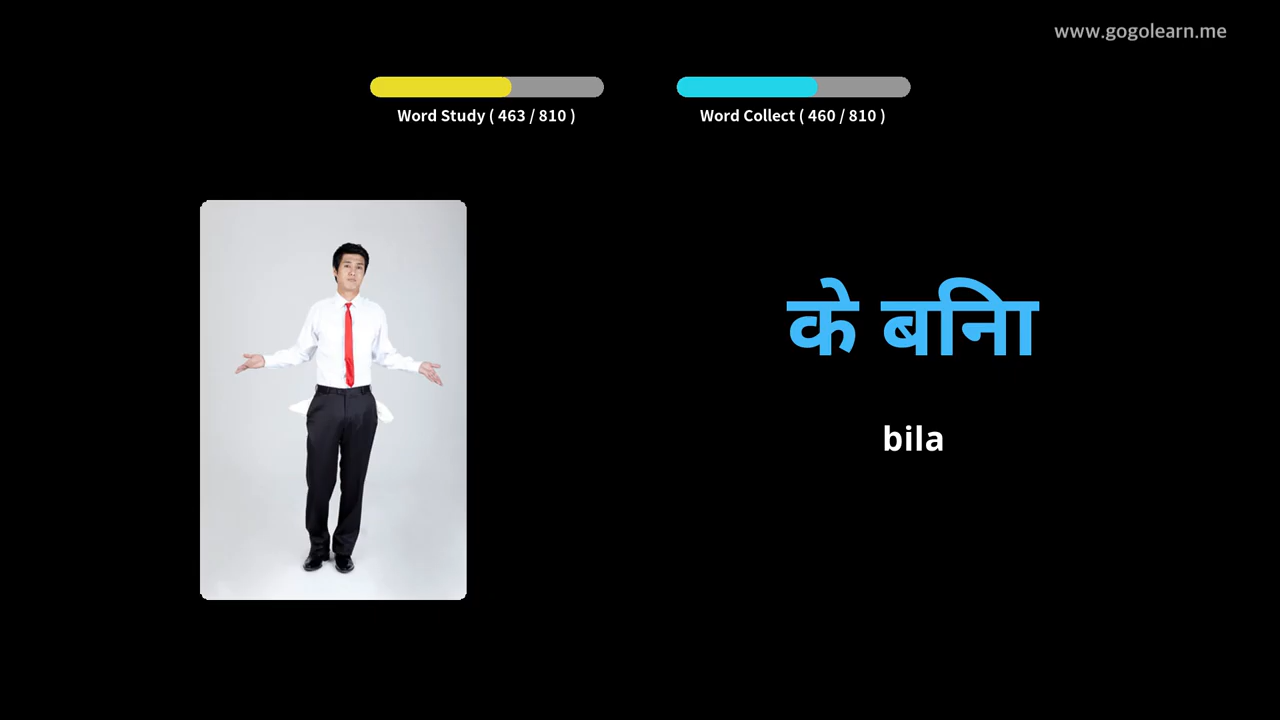 www.gogolearn.me
Word Study ( 463 / 810 )
Word Collect ( 460 / 810 )
के बनिा
bila